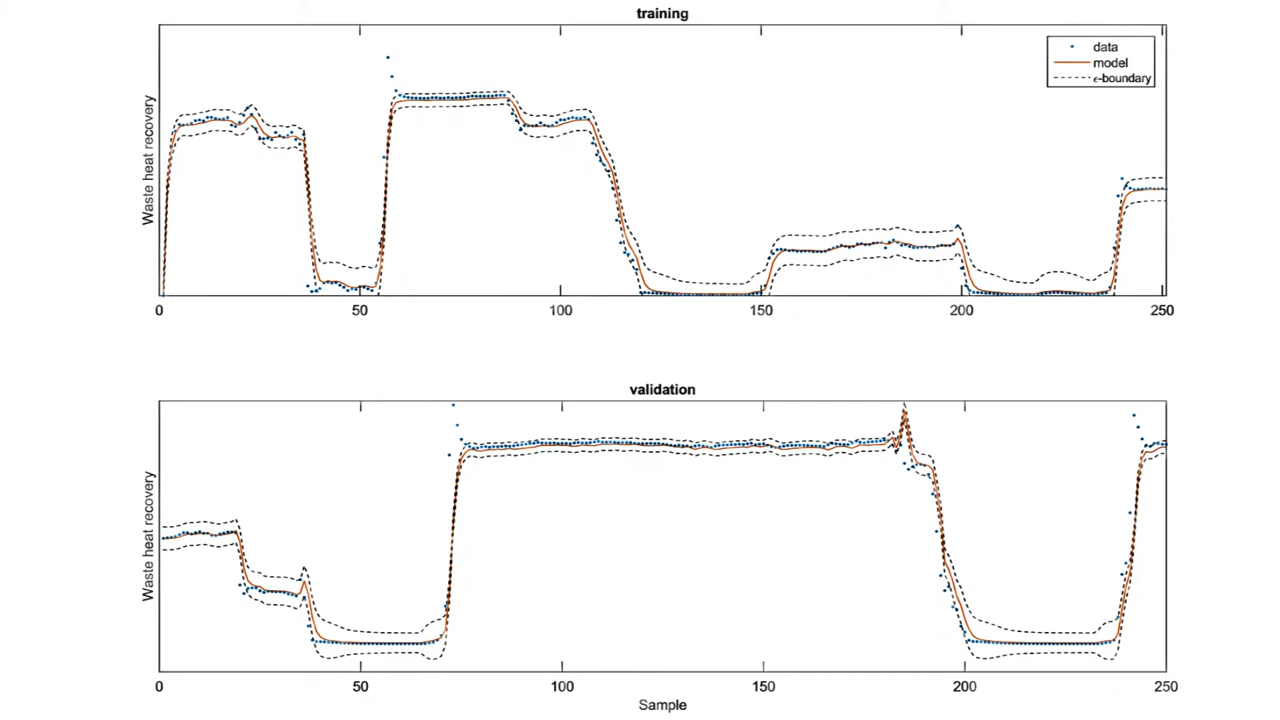 training
data
model
ϵ-boundary
Waste heat recovery
0 50 100 150 200 250
validation
Waste heat recovery
0 50 100 150 200 250
Sample